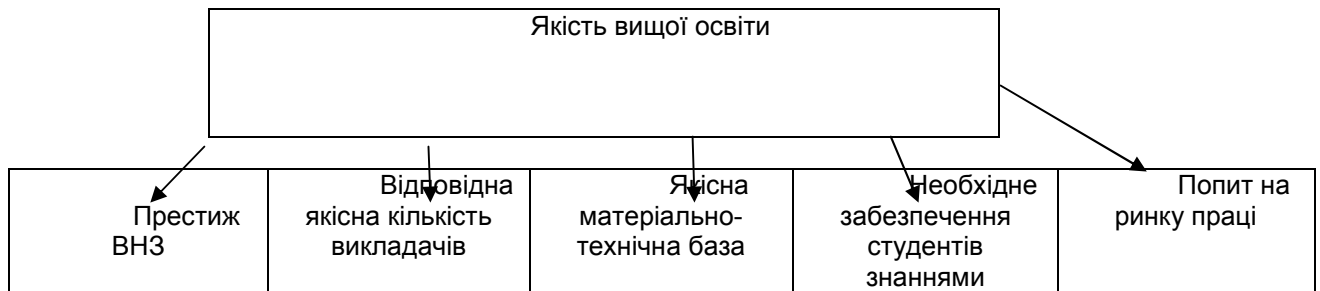 Якість вищої освіти
Престиж
ВНЗ
Відповідна
якісна кількість
викладачів
Якісна
матеріально-
технічна база
Необхідне
забезпечення
студентів
знаннями
Попит на
ринку праці